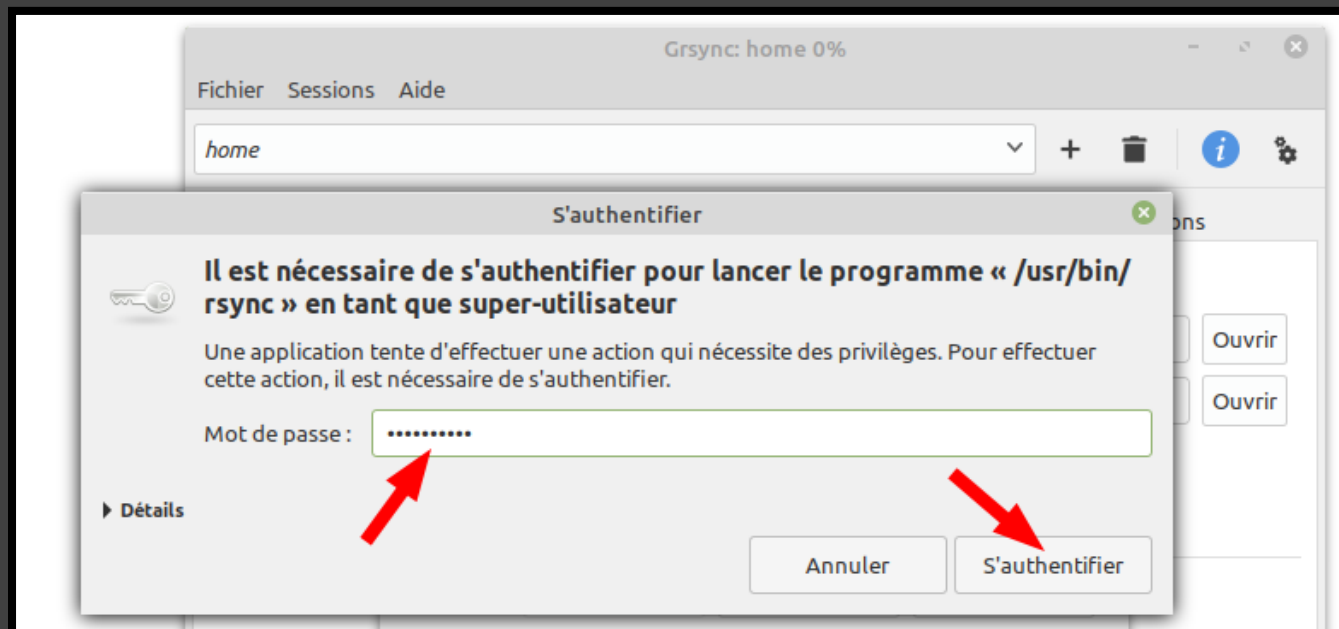 Grsync: home 0%
Fichier Sessions Aide
home
S'authentifier
Il est nécessaire de s'authentifier pour lancer le programme « /usr/bin/
rsync » en tant que super-utilisateur
Une application tente d'effectuer une action qui nécessite des privilèges. Pour effectuer
cette action, il est nécessaire de s'authentifier.
Mot de passe :
Détails
Annuler S'authentifier
Ouvrir
Ouvrir